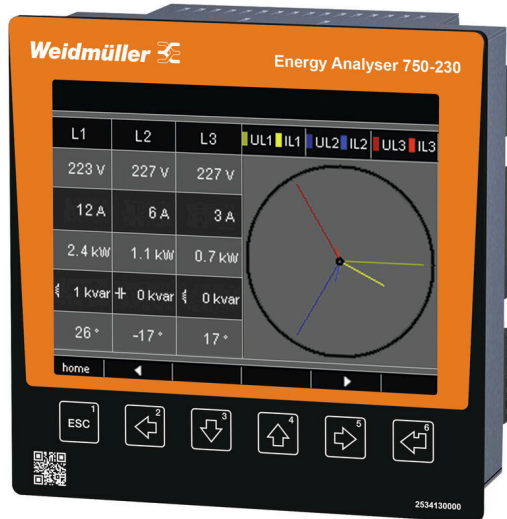 Weidmüller
Energy Analyser 750-230
L1 L2 L3 UL1 IL1 UL2 IL2 UL3 IL3
223 V 227 V 227 V
12 A 6 A 3 A
2.4 kW 1.1 kW 0.7 kW
1 kvar 0 kvar 0 kvar
26 ° -17 ° 17 °
home
ESC 1 2 3 4 5 6
2534130000